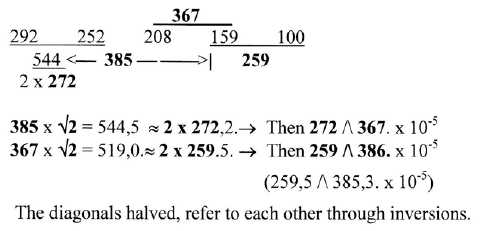 367
292 252 208 159 100
544 <— 385 — —>| 259
2 x 272
385 x √2 = 544,5 ≈ 2 x 272,2. → Then 272 /\ 367. x 10⁻⁵
367 x √2 = 519,0.≈ 2 x 259.5. → Then 259 /\ 386. x 10⁻⁵
(259,5 /\ 385,3. x 10⁻⁵)
The diagonals halved, refer to each other through inversions.